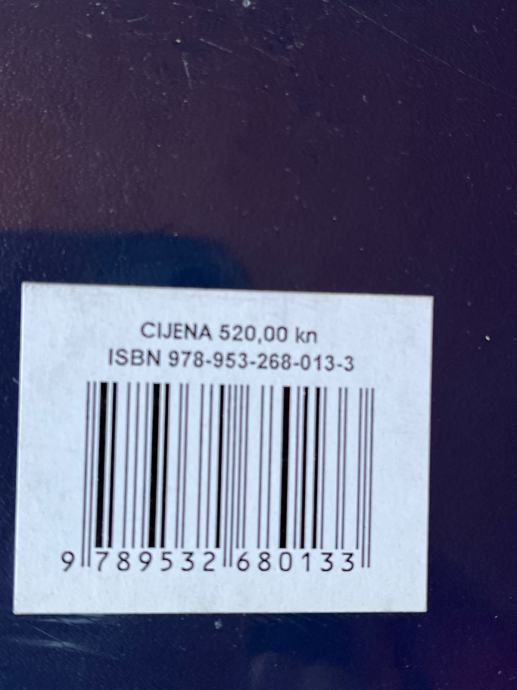 CIJENA 520,00 kn
ISBN 978-953-268-013-3
9 789532 680133